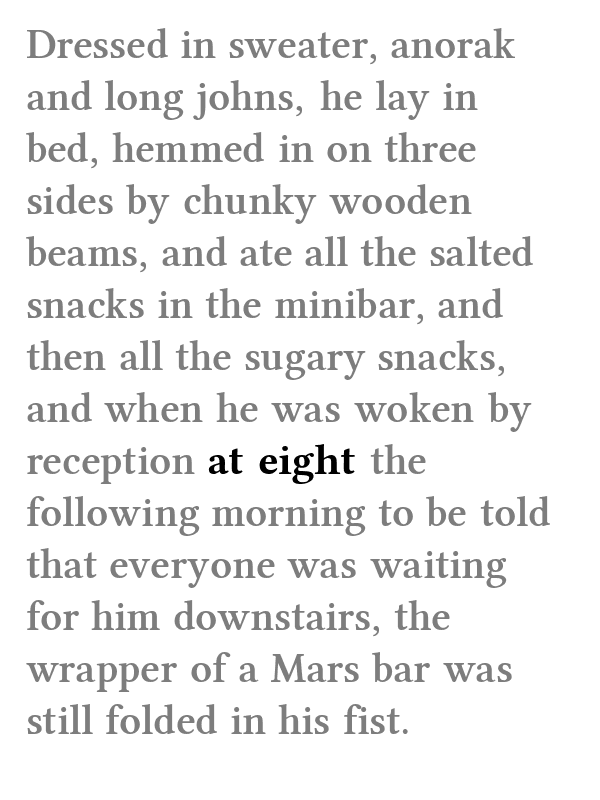 Dressed in sweater, anorak
and long johns, he lay in
bed, hemmed in on three
sides by chunky wooden
beams, and ate all the salted
snacks in the minibar, and
then all the sugary snacks,
and when he was woken by
reception at eight the
following morning to be told
that everyone was waiting
for him downstairs, the
wrapper of a Mars bar was
still folded in his fist.